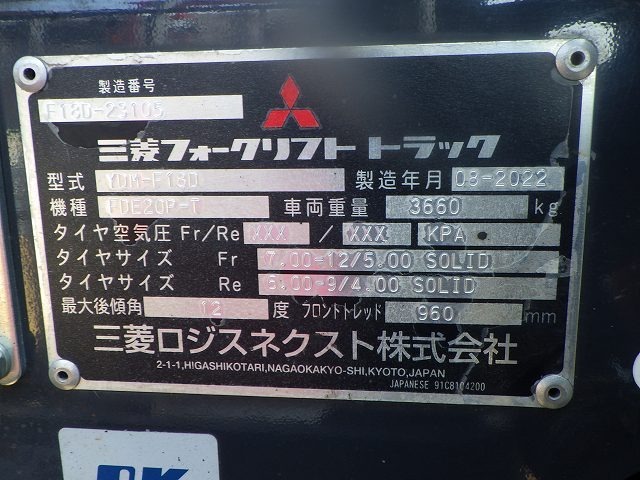 製造番号
F18D-23105
三菱フォークリフト トラック
型式 YDM-F18D 製造年月 08-2022
機種 FDE20P-T 車両重量 3660 kg
タイヤ空気圧 Fr/Re XXX / XXX KPA
タイヤサイズ Fr 7.00-12/5.00 SOLID
タイヤサイズ Re 6.00-9/4.00 SOLID
最大後傾角 12 度 フロントトレッド 960 mm
三菱ロジスネクスト株式会社
2-1-1,HIGASHIKOTARI,NAGAOKAKYO-SHI,KYOTO,JAPAN
JAPANESE 91C8104200